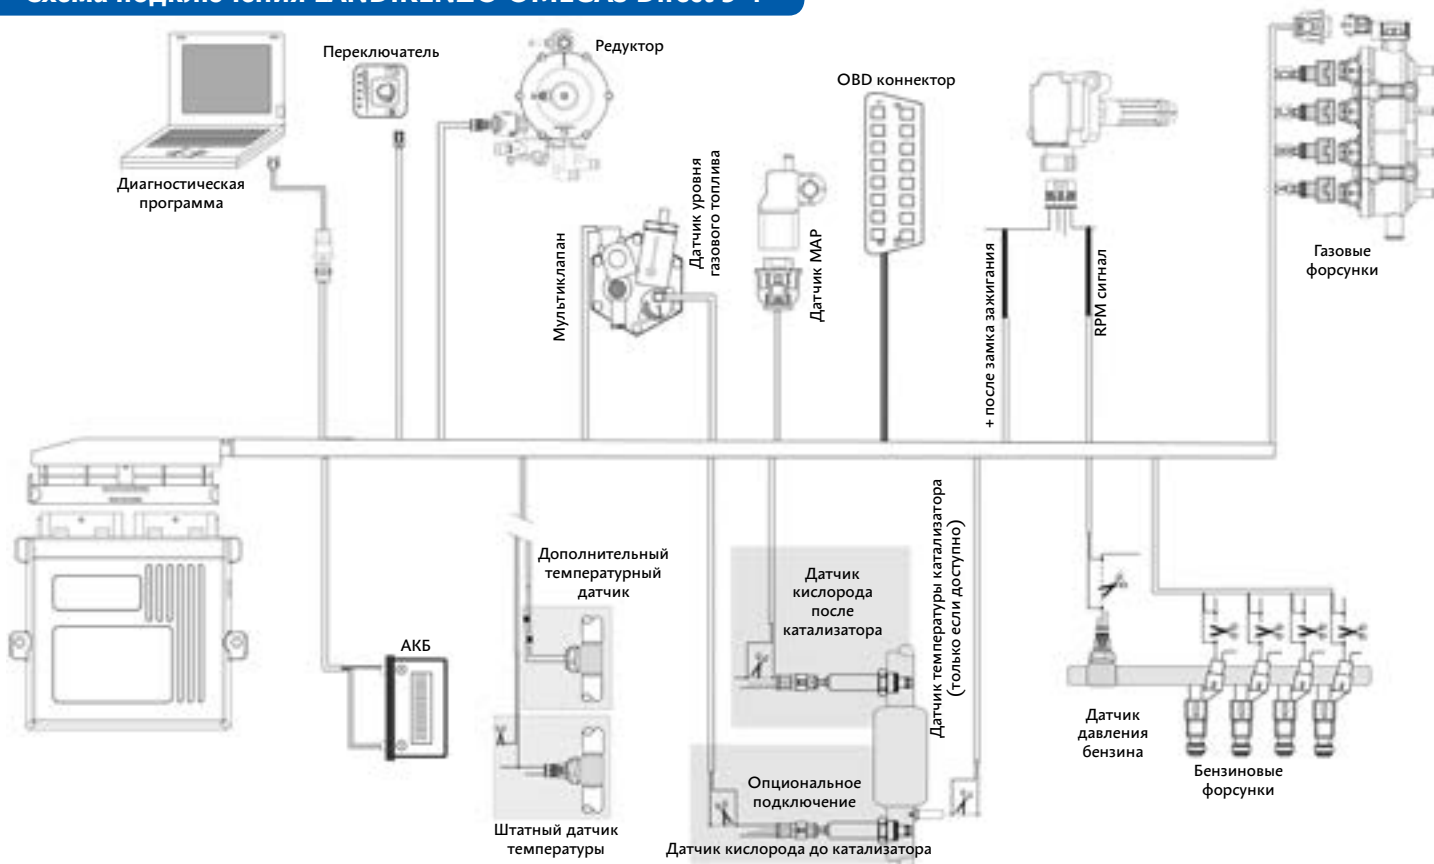 Переключатель
Редуктор
OBD коннектор
Диагностическая
программа
Мультиклапан
Датчик уровня
газового топлива
Датчик MAP
+ после замка зажигания
RPM сигнал
Газовые
форсунки
Дополнительный
температурный
датчик
АКБ
Штатный датчик
температуры
Датчик
кислорода
после
катализатора
Датчик температуры катализатора
(только если доступно)
Опциональное
подключение
Датчик кислорода до катализатора
Датчик
давления
бензина
Бензиновые
форсунки